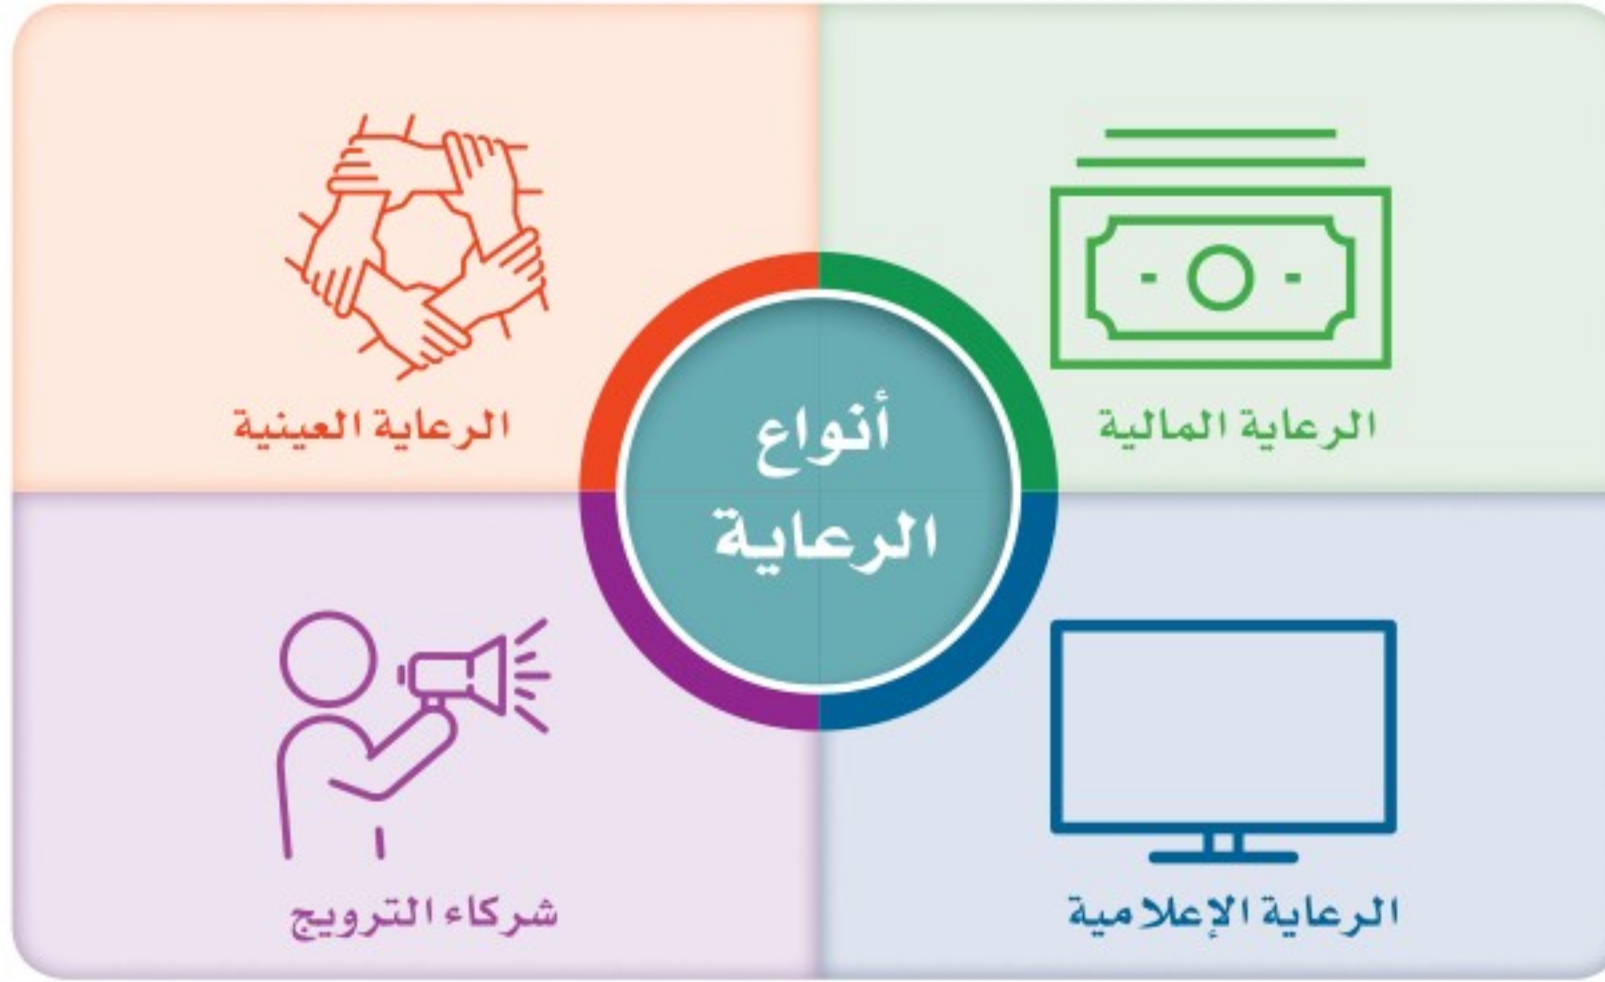 أنواع
الرعاية
الرعاية المالية
الرعاية العينية
الرعاية الإعلامية
شركاء الترويج